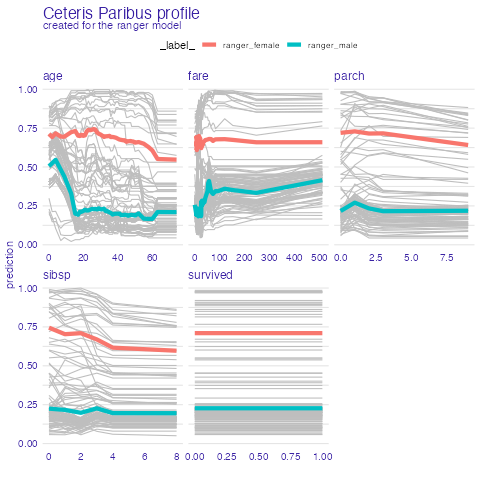 Ceteris Paribus profile
created for the ranger model
_label_ ranger_female ranger_male
age fare parch
1.00
0.75
0.50
0.25
0.00
0 20 40 60 0 100 200 300 400 500 0.0 2.5 5.0 7.5
prediction
sibsp survived
1.00
0.75
0.50
0.25
0.00
0 2 4 6 8 0.00 0.25 0.50 0.75 1.00